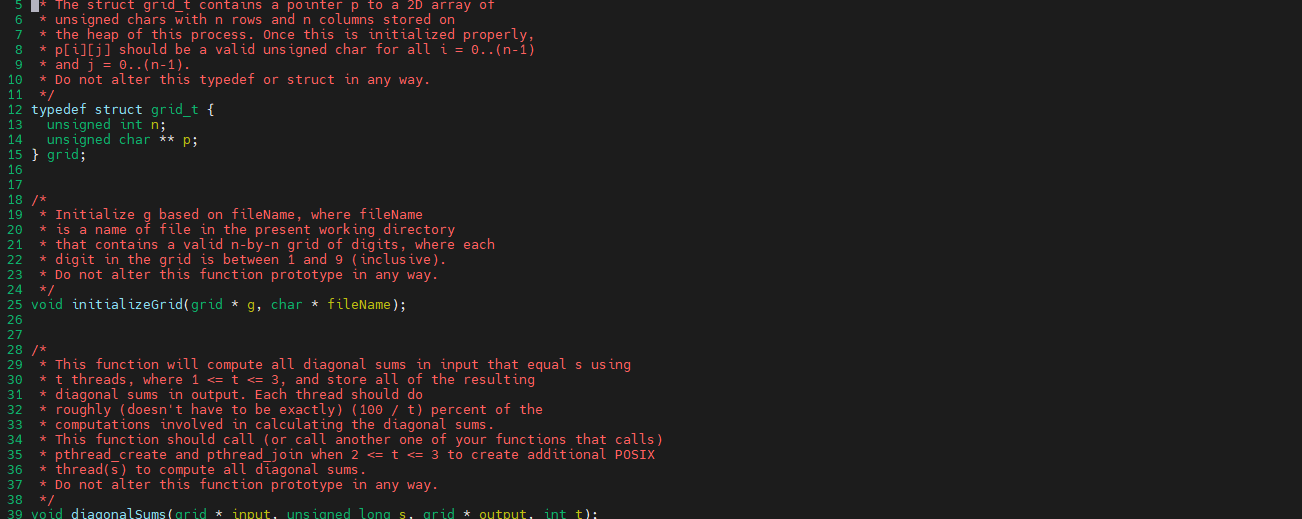 5 * The struct grid_t contains a pointer p to a 2D array of
6 * unsigned chars with n rows and n columns stored on
7 * the heap of this process. Once this is initialized properly,
8 * p[i][j] should be a valid unsigned char for all i = 0..(n-1)
9 * and j = 0..(n-1).
10 * Do not alter this typedef or struct in any way.
11 */
12 typedef struct grid_t {
13 unsigned int n;
14 unsigned char ** p;
15 } grid;
16
17
18 /*
19 * Initialize g based on fileName, where fileName
20 * is a name of file in the present working directory
21 * that contains a valid n-by-n grid of digits, where each
22 * digit in the grid is between 1 and 9 (inclusive).
23 * Do not alter this function prototype in any way.
24 */
25 void initializeGrid(grid * g, char * fileName);
26
27
28 /*
29 * This function will compute all diagonal sums in input that equal s using
30 * t threads, where 1 <= t <= 3, and store all of the resulting
31 * diagonal sums in output. Each thread should do
32 * roughly (doesn't have to be exactly) (100 / t) percent of the
33 * computations involved in calculating the diagonal sums.
34 * This function should call (or call another one of your functions that calls)
35 * pthread_create and pthread_join when 2 <= t <= 3 to create additional POSIX
36 * thread(s) to compute all diagonal sums.
37 * Do not alter this function prototype in any way.
38 */
39 void diagonalSums(grid * input, unsigned long s, grid * output, int t);